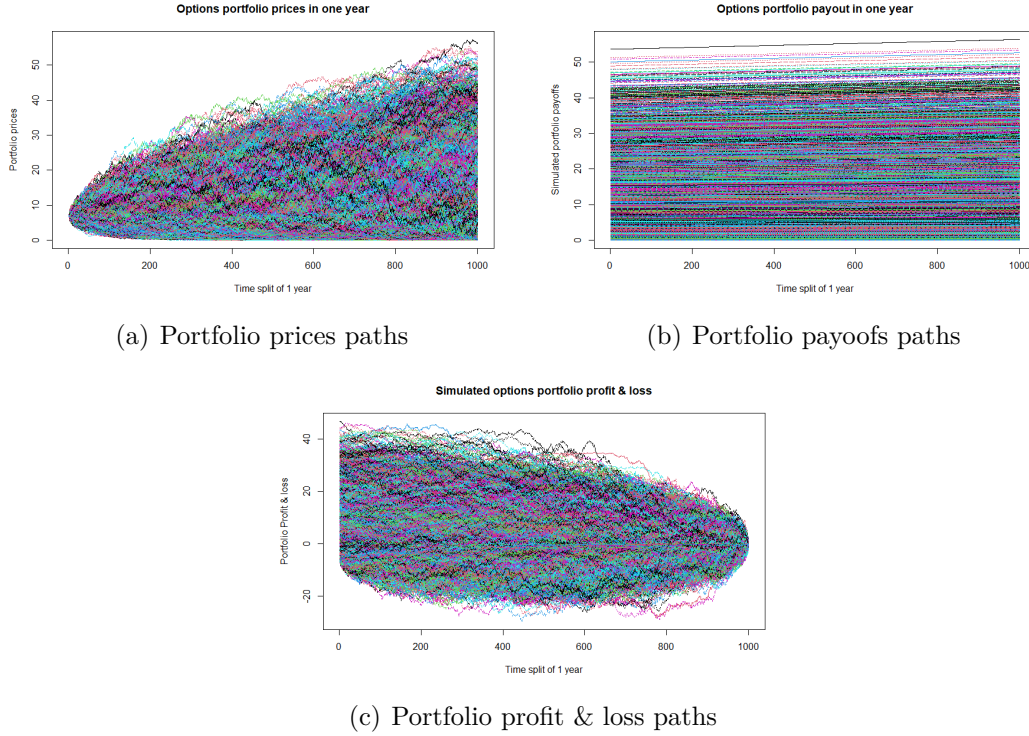 Options portfolio prices in one year
Portfolio prices
0 10 20 30 40 50
0 200 400 600 800 1000
Time split of 1 year
(a) Portfolio prices paths
Options portfolio payout in one year
Simulated portfolio payoffs
0 10 20 30 40 50
0 200 400 600 800 1000
Time split of 1 year
(b) Portfolio payoofs paths
Simulated options portfolio profit & loss
Portfolio Profit & loss
-20 0 20 40
0 200 400 600 800 1000
Time split of 1 year
(c) Portfolio profit & loss paths